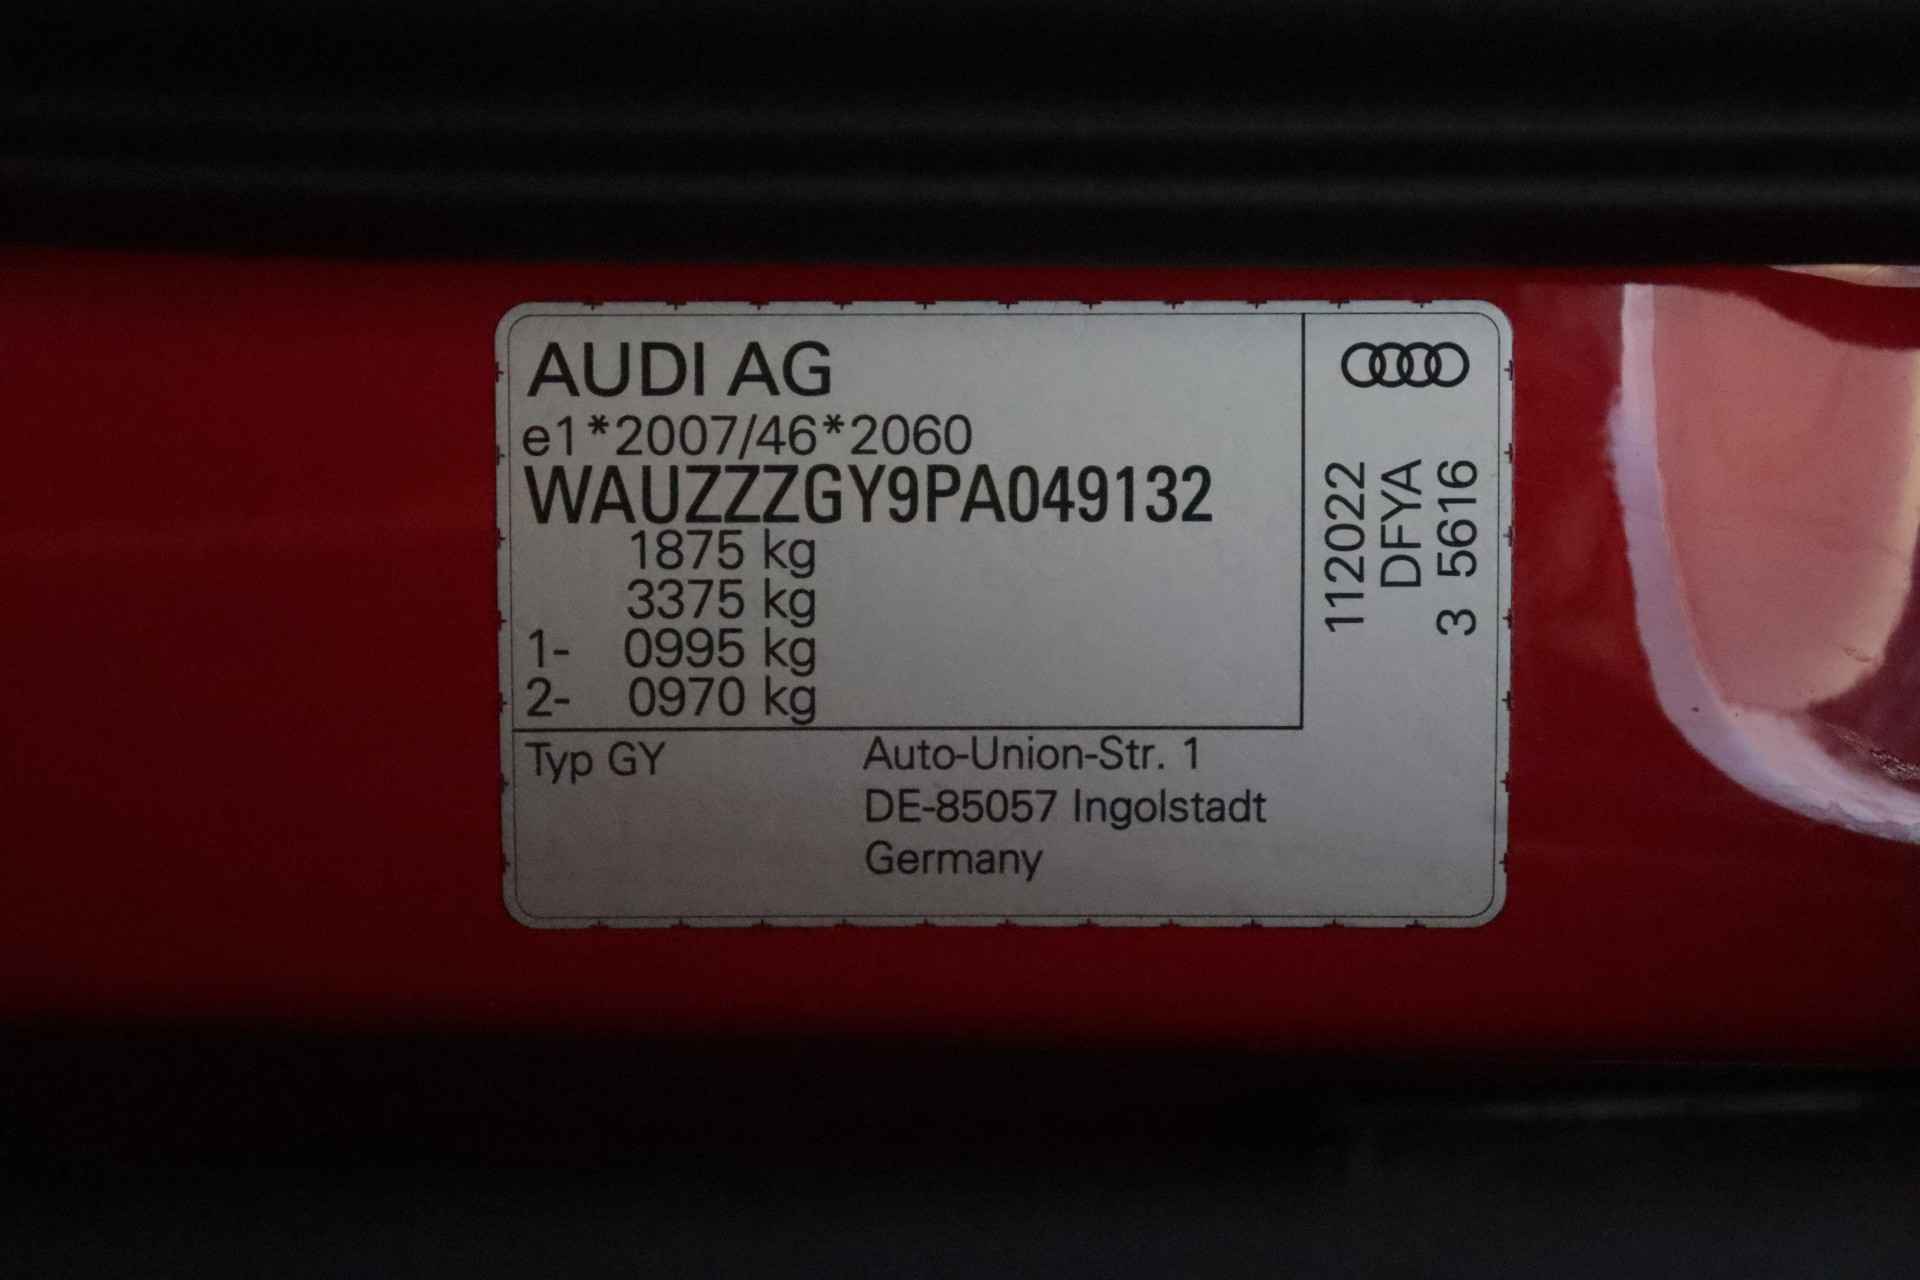 AUDI AG
e1*2007/46*2060
WAUZZZGY9PA049132
1875 kg
3375 kg
1- 0995 kg
2- 0970 kg
Typ GY
Auto-Union-Str. 1
DE-85057 Ingolstadt
Germany
112022
DFYA
3 5616